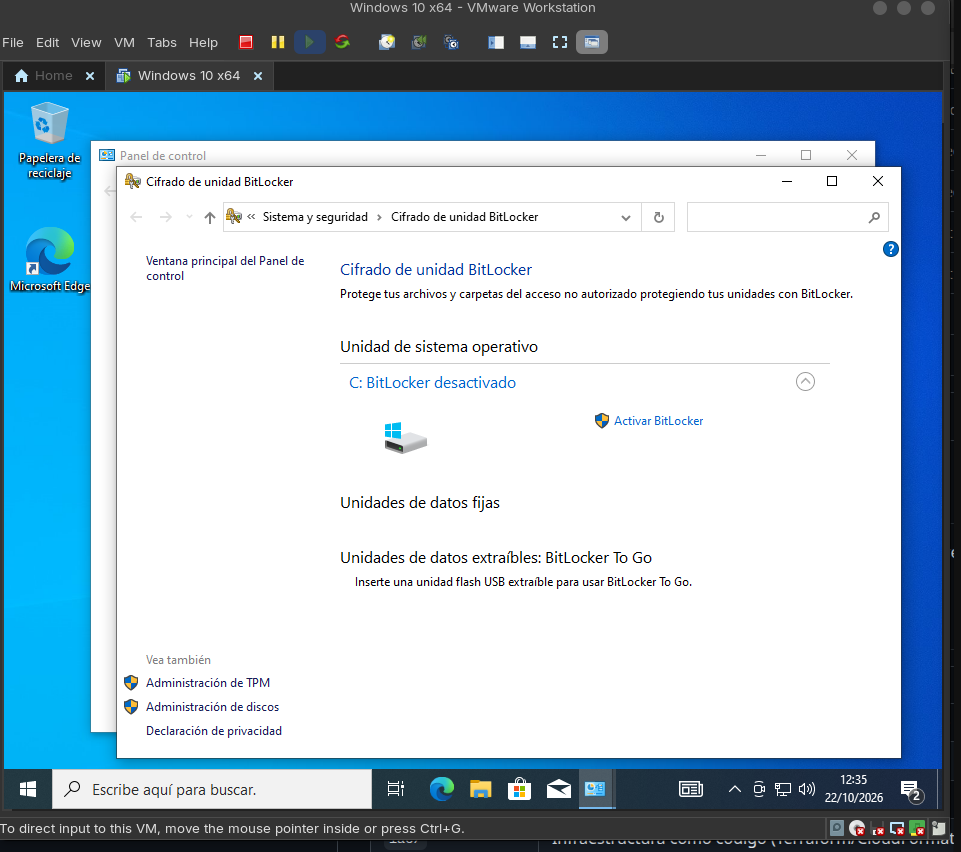 Windows 10 x64 - VMware Workstation
File Edit View VM Tabs Help
Home Windows 10 x64
Papelera de
reciclaje
Microsoft Edge
Panel de control
Cifrado de unidad BitLocker
« Sistema y seguridad › Cifrado de unidad BitLocker
Ventana principal del Panel de
control
Cifrado de unidad BitLocker
Protege tus archivos y carpetas del acceso no autorizado protegiendo tus unidades con BitLocker.
Unidad de sistema operativo
C: BitLocker desactivado
Activar BitLocker
Unidades de datos fijas
Unidades de datos extraíbles: BitLocker To Go
Inserte una unidad flash USB extraíble para usar BitLocker To Go.
Vea también
Administración de TPM
Administración de discos
Declaración de privacidad
Escribe aquí para buscar.
12:35
22/10/2026
2
To direct input to this VM, move the mouse pointer inside or press Ctrl+G.